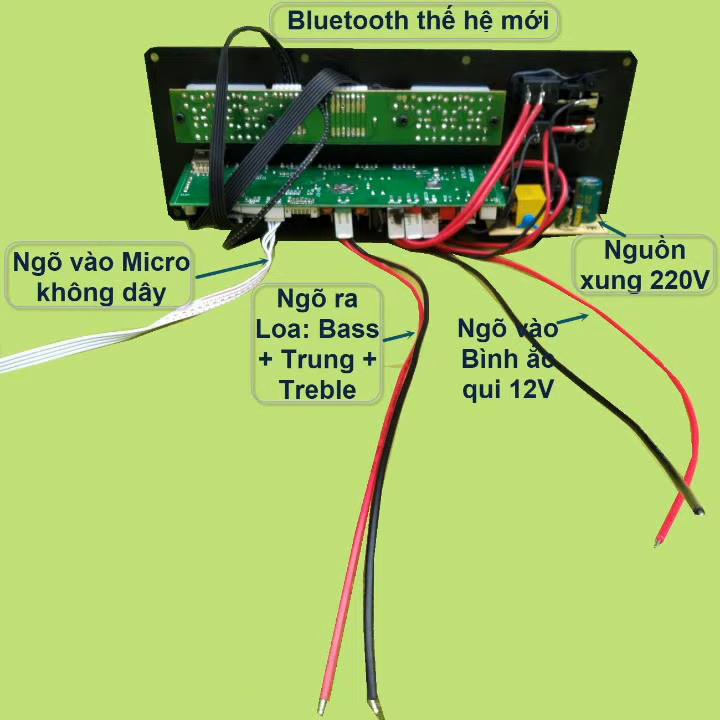 Bluetooth thế hệ mới
Ngõ vào Micro
không dây
Ngõ ra
Loa: Bass
+ Trung +
Treble
Ngõ vào
Bình ắc
qui 12V
Nguồn
xung 220V